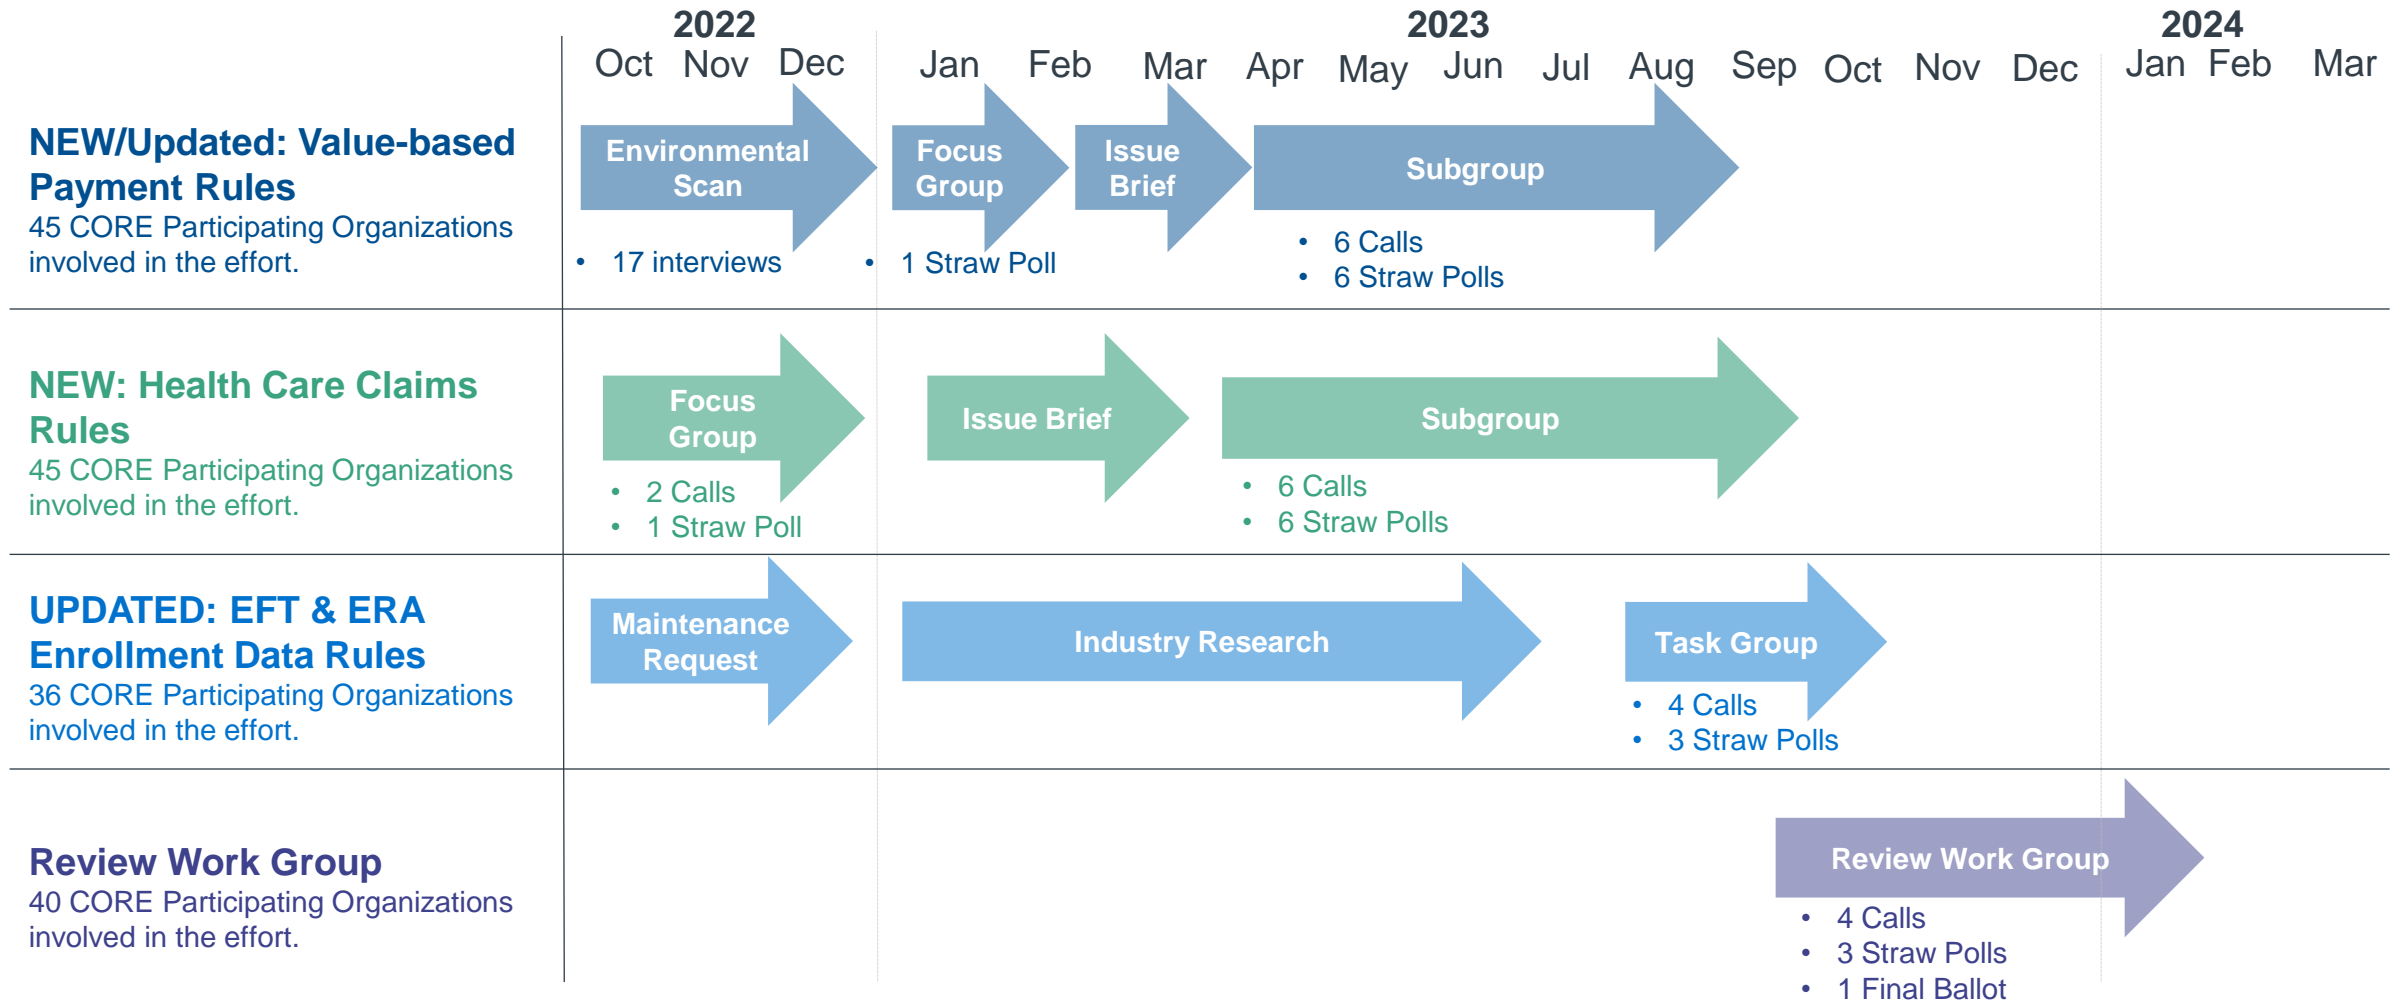 2022
2023
2024
Oct Nov Dec Jan Feb Mar Apr May Jun Jul Aug Sep Oct Nov Dec Jan Feb Mar
NEW/Updated: Value-based
Payment Rules
45 CORE Participating Organizations
involved in the effort.
Environmental
Scan
• 17 interviews
Focus
Group
• 1 Straw Poll
Issue
Brief
Subgroup
• 6 Calls
• 6 Straw Polls
NEW: Health Care Claims
Rules
45 CORE Participating Organizations
involved in the effort.
Focus
Group
• 2 Calls
• 1 Straw Poll
Issue Brief
Subgroup
• 6 Calls
• 6 Straw Polls
UPDATED: EFT & ERA
Enrollment Data Rules
36 CORE Participating Organizations
involved in the effort.
Maintenance
Request
Industry Research
Task Group
• 4 Calls
• 3 Straw Polls
Review Work Group
40 CORE Participating Organizations
involved in the effort.
Review Work Group
• 4 Calls
• 3 Straw Polls
• 1 Final Ballot